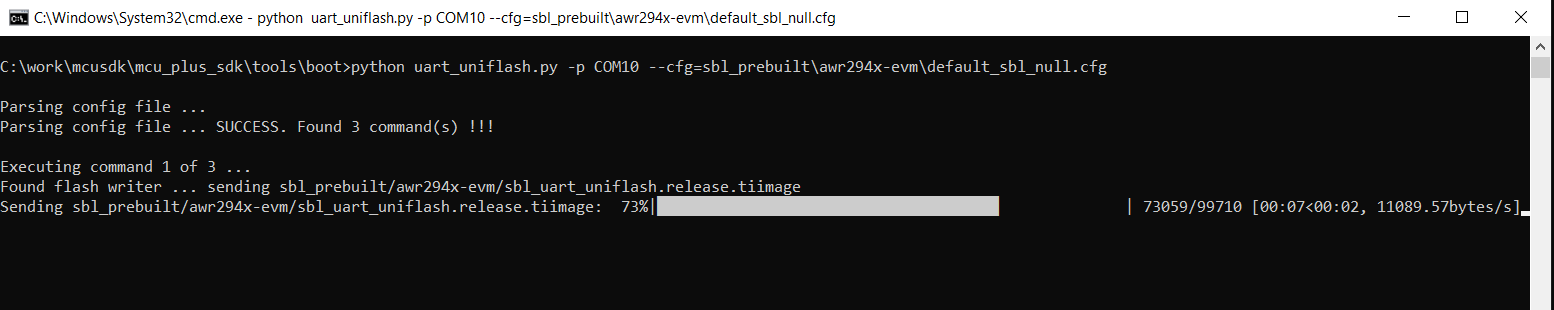 C:\Windows\System32\cmd.exe - python  uart_uniflash.py -p COM10 --cfg=sbl_prebuilt\awr294x-evm\default_sbl_null.cfg
C:\work\mcusdk\mcu_plus_sdk\tools\boot>python uart_uniflash.py -p COM10 --cfg=sbl_prebuilt\awr294x-evm\default_sbl_null.cfg
Parsing config file ...
Parsing config file ... SUCCESS. Found 3 command(s) !!!
Executing command 1 of 3 ...
Found flash writer ... sending sbl_prebuilt/awr294x-evm/sbl_uart_uniflash.release.tiimage
Sending sbl_prebuilt/awr294x-evm/sbl_uart_uniflash.release.tiimage:  73%| | 73059/99710 [00:07<00:02, 11089.57bytes/s]